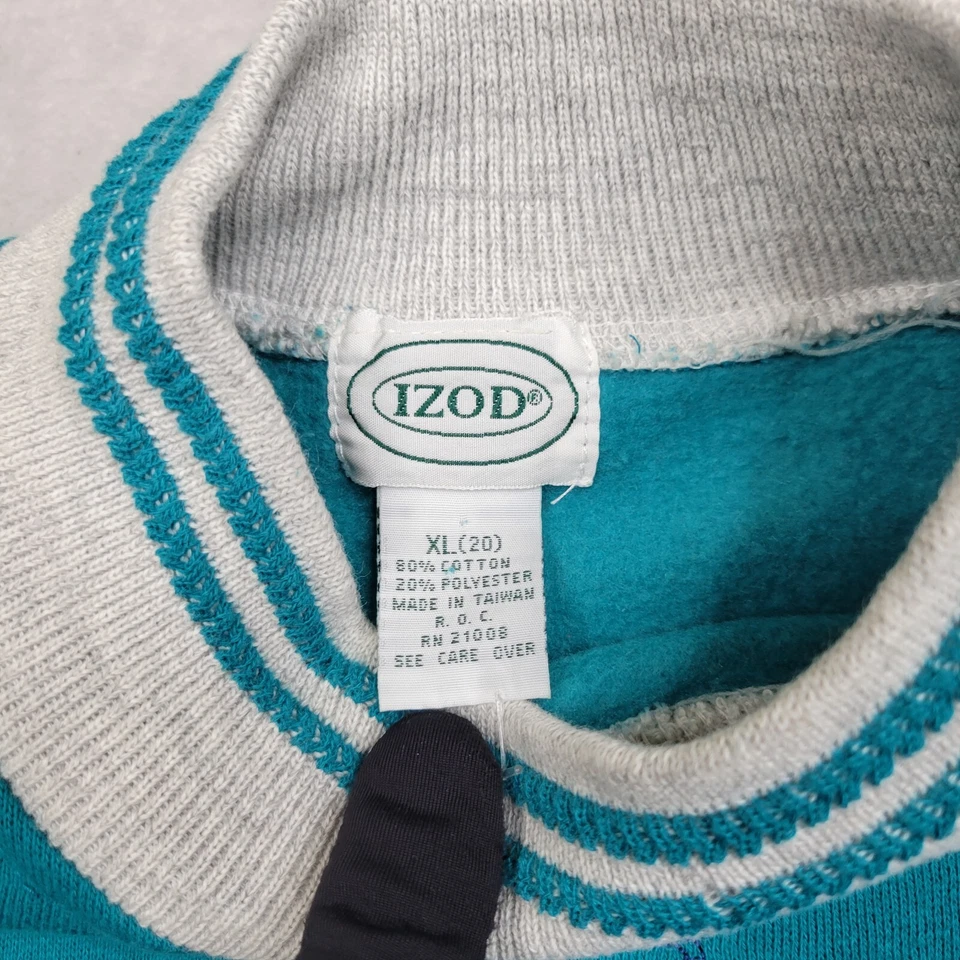 IZOD®
XL(20)
80% COTTON
20% POLYESTER
MADE IN TAIWAN
R. O. C.
RN 21008
SEE CARE OVER